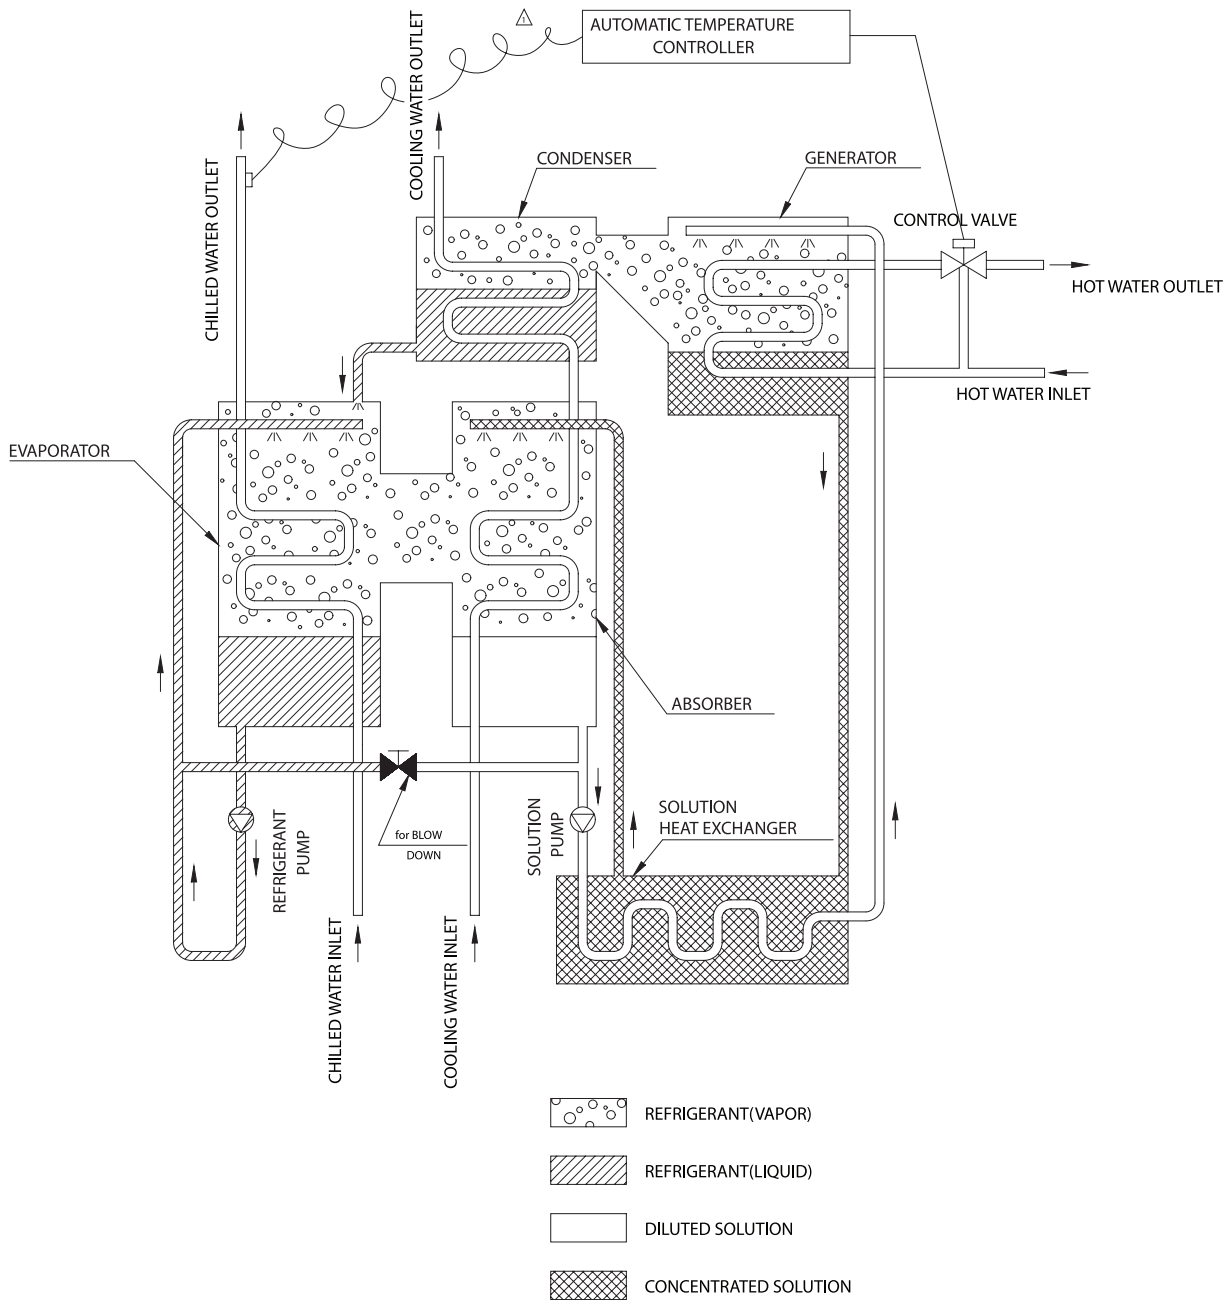 1
AUTOMATIC TEMPERATURE
CONTROLLER
COOLING WATER OUTLET
CHILLED WATER OUTLET
CONDENSER
GENERATOR
CONTROL VALVE
HOT WATER OUTLET
HOT WATER INLET
EVAPORATOR
ABSORBER
REFRIGERANT
PUMP
for BLOW
DOWN
SOLUTION
PUMP
SOLUTION
HEAT EXCHANGER
CHILLED WATER INLET
COOLING WATER INLET
REFRIGERANT(VAPOR)
REFRIGERANT(LIQUID)
DILUTED SOLUTION
CONCENTRATED SOLUTION